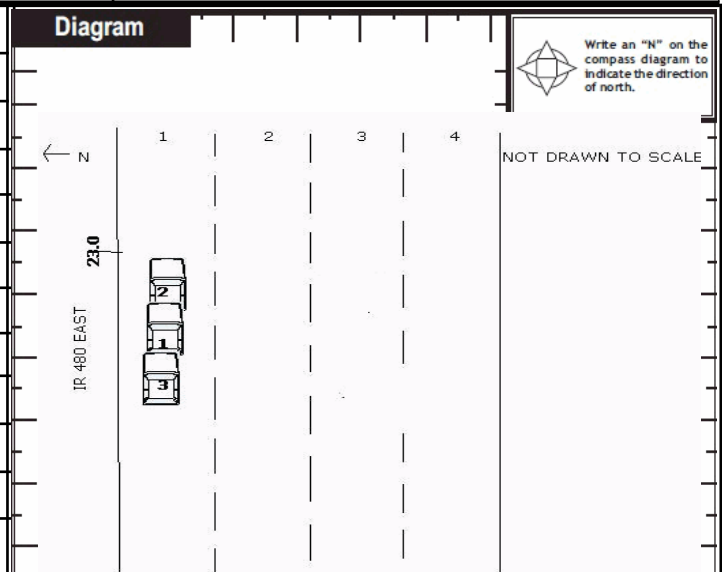 Diagram
Write an "N" on the
compass diagram to
indicate the direction
of north.
1 2 3 4
N
NOT DRAWN TO SCALE
23.0
IR 480 EAST
2
1
3